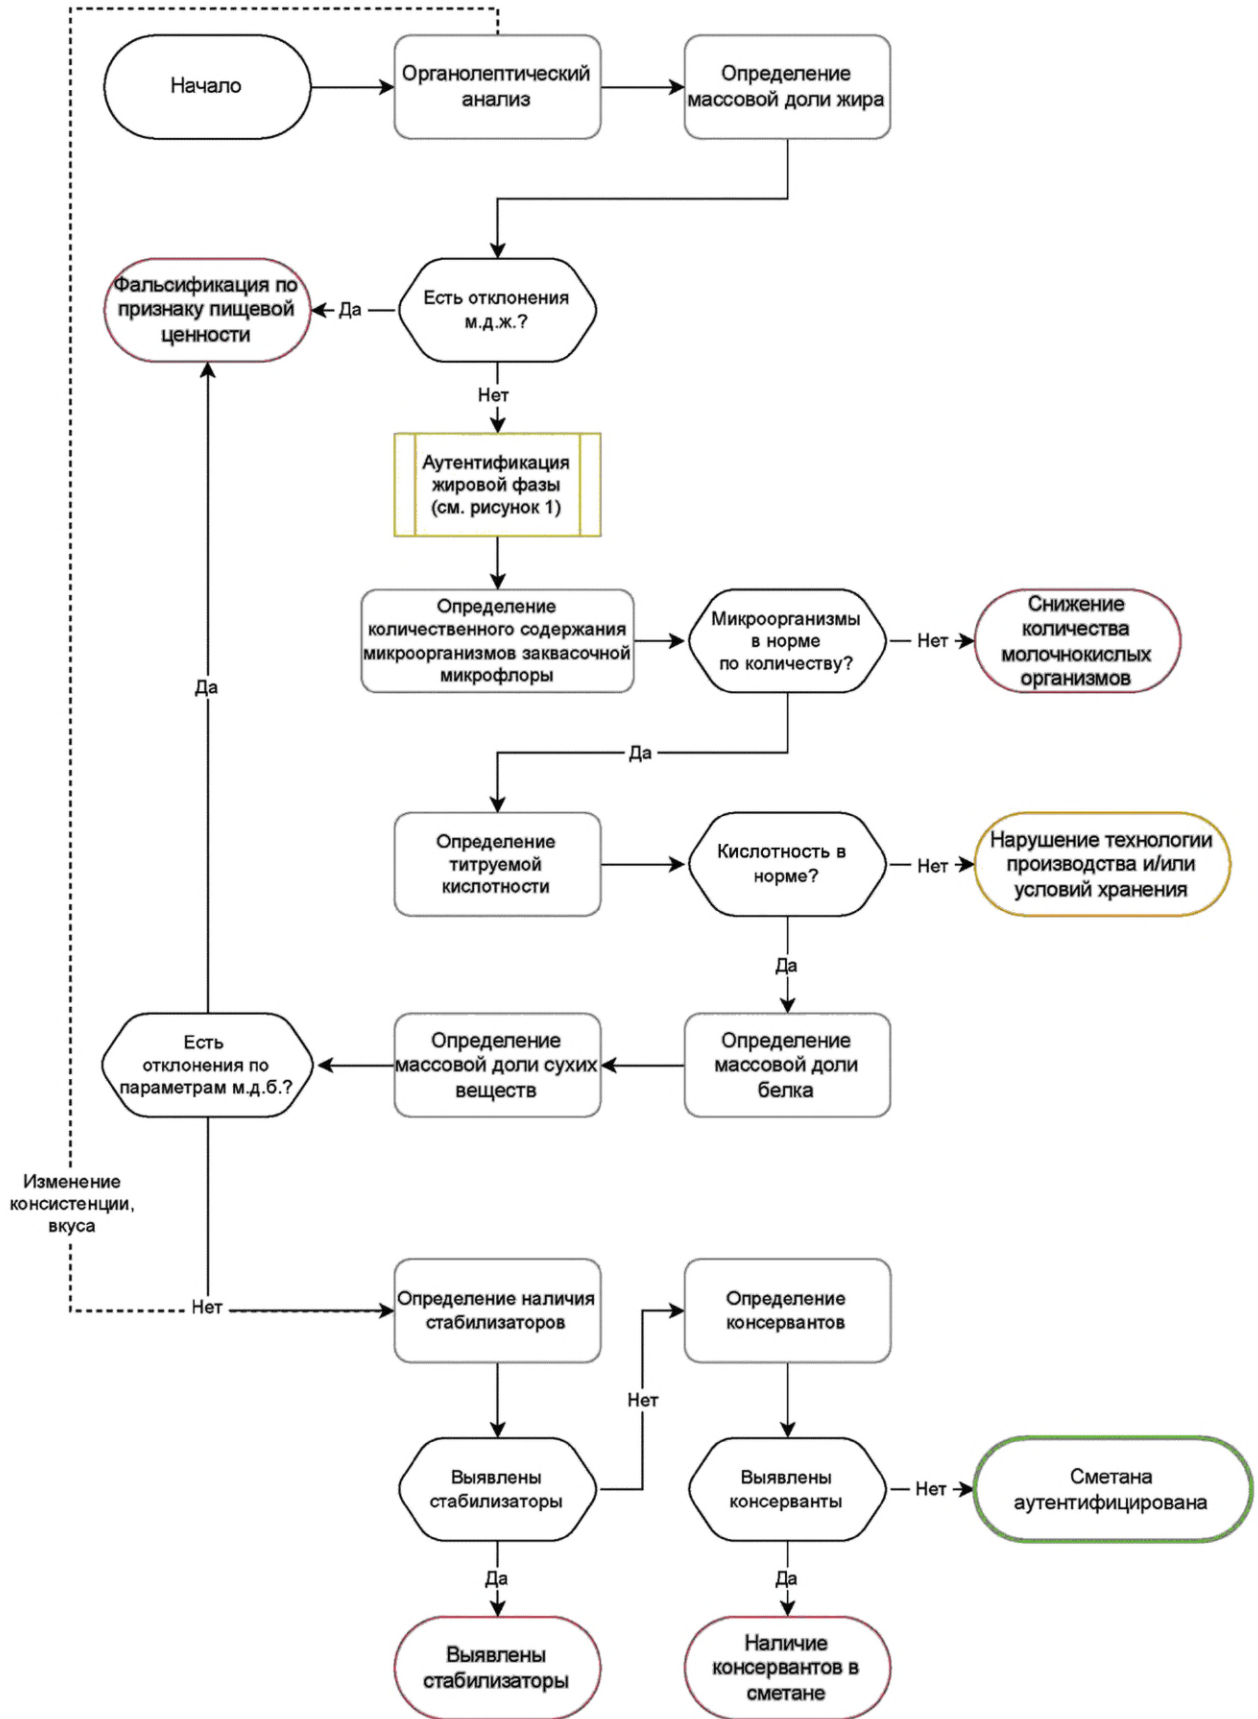 Начало
Органолептический
анализ
Определение
массовой доли жира
Есть отклонения
м.д.ж.?
Да
Фальсификация по
признаку пищевой
ценности
Нет
Аутентификация
жировой фазы
(см. рисунок 1)
Определение
количественного содержания
микроорганизмов заквасочной
микрофлоры
Микроорганизмы
в норме
по количеству?
Нет
Снижение
количества
молочнокислых
организмов
Да
Да
Определение
титруемой
кислотности
Кислотность в
норме?
Нет
Нарушение технологии
производства и/или
условий хранения
Да
Определение
массовой доли
белка
Определение
массовой доли сухих
веществ
Есть
отклонения по
параметрам м.д.б.?
Изменение
консистенции,
вкуса
Нет
Определение наличия
стабилизаторов
Определение
консервантов
Нет
Выявлены
стабилизаторы
Выявлены
консерванты
Нет
Сметана
аутентифицирована
Да
Да
Выявлены
стабилизаторы
Наличие
консервантов в
сметане